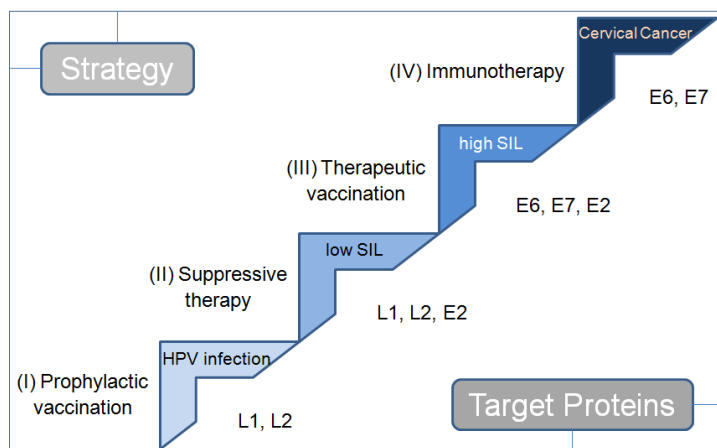 Strategy
Cervical Cancer
(IV) Immunotherapy
E6, E7
high SIL
(III) Therapeutic
vaccination
E6, E7, E2
low SIL
(II) Suppressive
therapy
L1, L2, E2
HPV infection
(I) Prophylactic
vaccination
L1, L2
Target Proteins